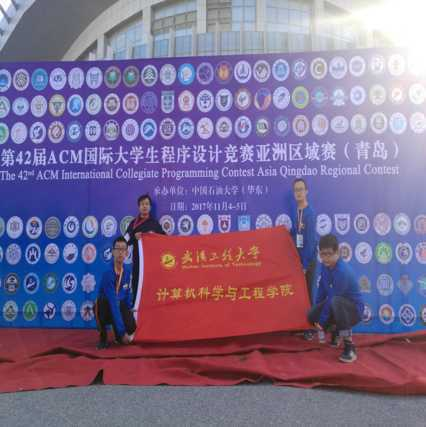 第42届ACM国际大学生程序设计竞赛亚洲区域赛（青岛）
The 42nd ACM International Collegiate Programming Contest Asia Qingdao Regional Contest
承办单位：中国石油大学（华东）
日期：2017年11月4-5日
武汉工程大学
Wuhan Institute of Technology
计算机科学与工程学院